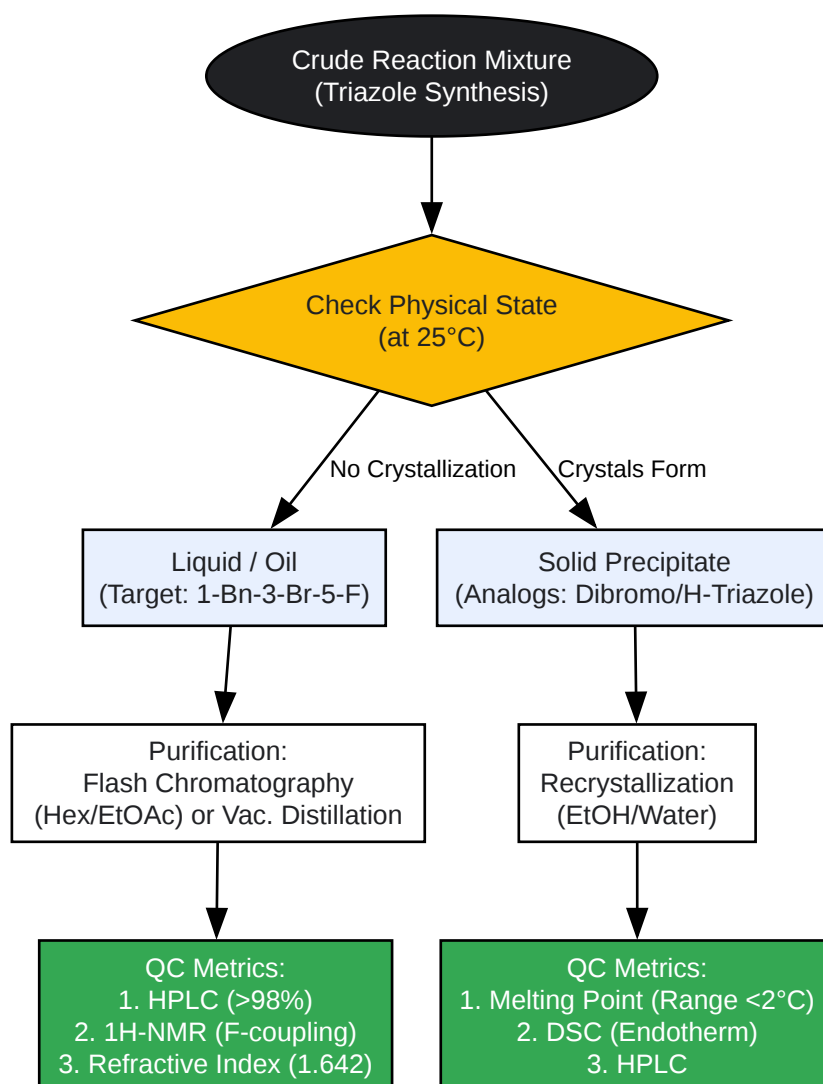 Crude Reaction Mixture
(Triazole Synthesis)
Check Physical State
(at 25°C)
No Crystallization
Crystals Form
Liquid / Oil
(Target: 1-Bn-3-Br-5-F)
Solid Precipitate
(Analogs: Dibromo/H-Triazole)
Purification:
Flash Chromatography
(Hex/EtOAc) or Vac. Distillation
Purification:
Recrystallization
(EtOH/Water)
QC Metrics:
1. HPLC (>98%)
2. 1H-NMR (F-coupling)
3. Refractive Index (1.642)
QC Metrics:
1. Melting Point (Range <2°C)
2. DSC (Endotherm)
3. HPLC